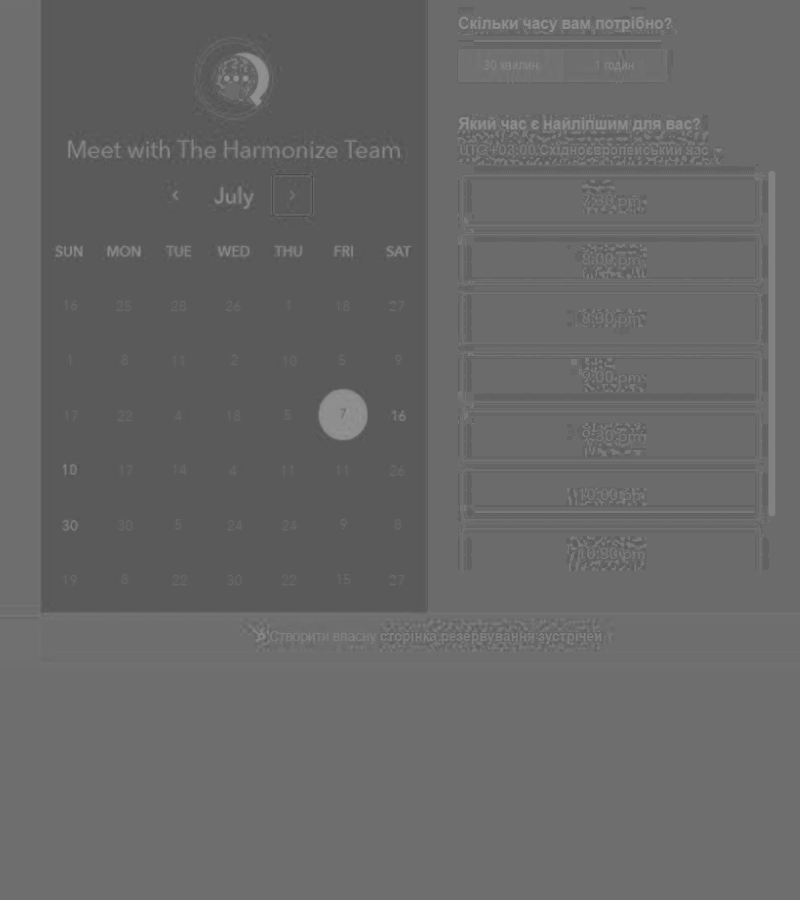 Meet with The Harmonize Team
July
SUN MON TUE WED THU FRI SAT
16 25 28 26 1 18 27
1 8 11 2 10 5 9
17 22 4 18 5 7 16
10 17 14 4 11 11 26
30 30 5 24 24 9 8
19 8 22 30 22 15 27
Скільки часу вам потрібно?
30 хвилин 1 годин
Який час є найліпшим для вас?
UTC +03:00 Східноєвропейський час
7:30 pm
8:00 pm
8:30 pm
9:00 pm
9:30 pm
10:00 pm
10:30 pm
Створити власну сторінка резервування зустрічей